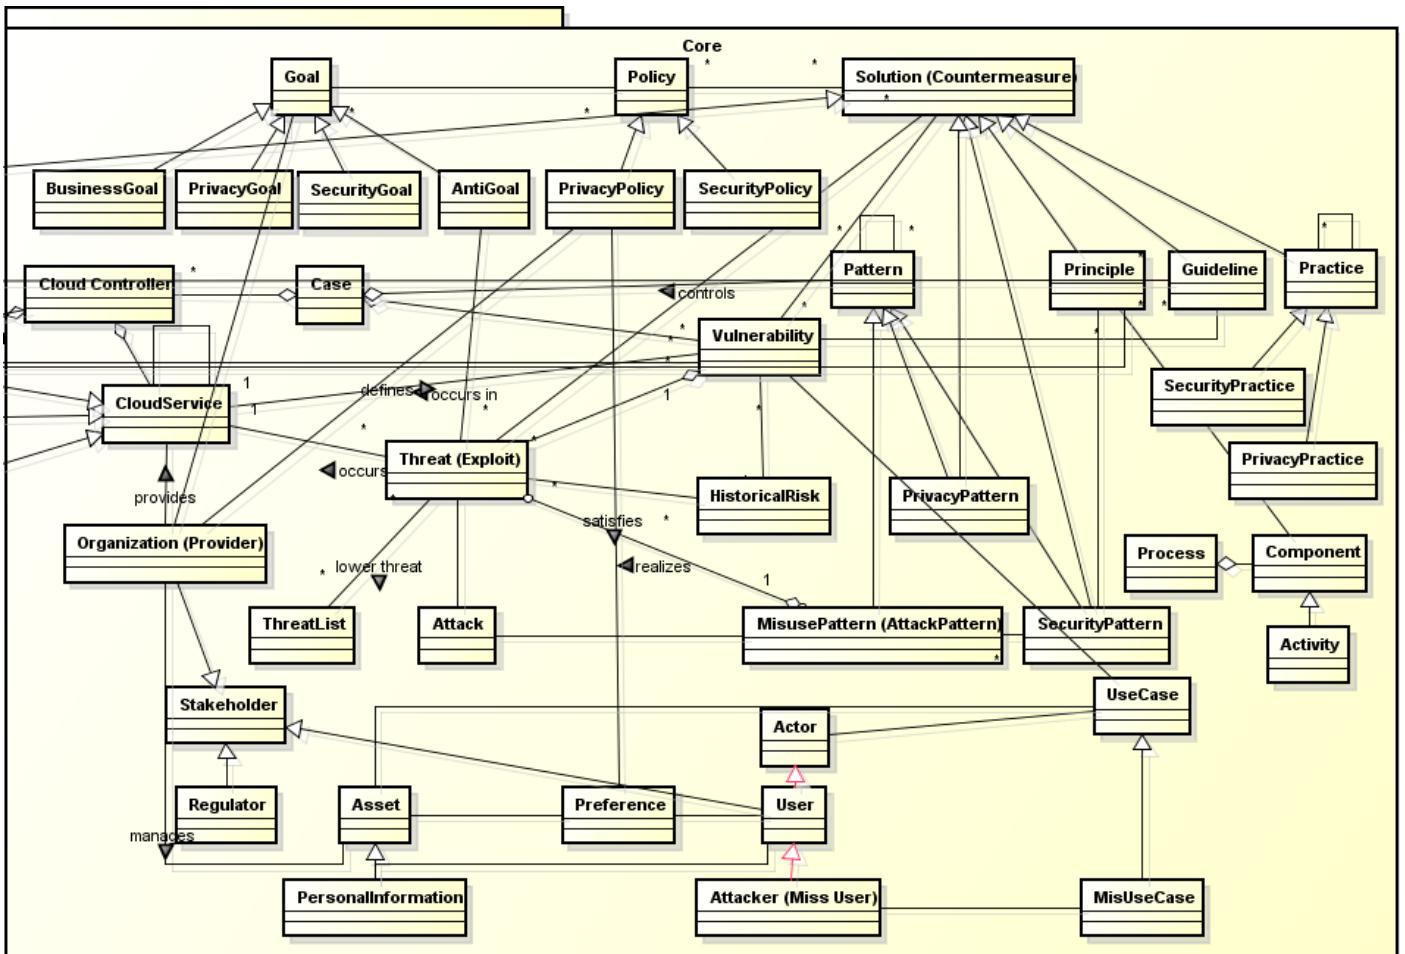 Core
Goal
Policy
*
*
Solution (Countermeasure)
*
*
*
BusinessGoal
PrivacyGoal
SecurityGoal
AntiGoal
PrivacyPolicy
SecurityPolicy
*
*
*
Cloud Controller
*
Case
controls
Pattern
Principle
*
Guideline
Practice
*
*
*
*
*
*
*
Vulnerability
CloudService
1
1
defines
occurs in
*
1
*
SecurityPractice
*
*
Threat (Exploit)
occurs
*
*
HistoricalRisk
PrivacyPattern
PrivacyPractice
provides
satisfies
*
Organization (Provider)
Process
Component
*
lower threat
realizes
1
ThreatList
Attack
MisusePattern (AttackPattern)
*
SecurityPattern
Activity
Stakeholder
Actor
UseCase
Regulator
Asset
Preference
User
manages
PersonalInformation
Attacker (Miss User)
MisUseCase